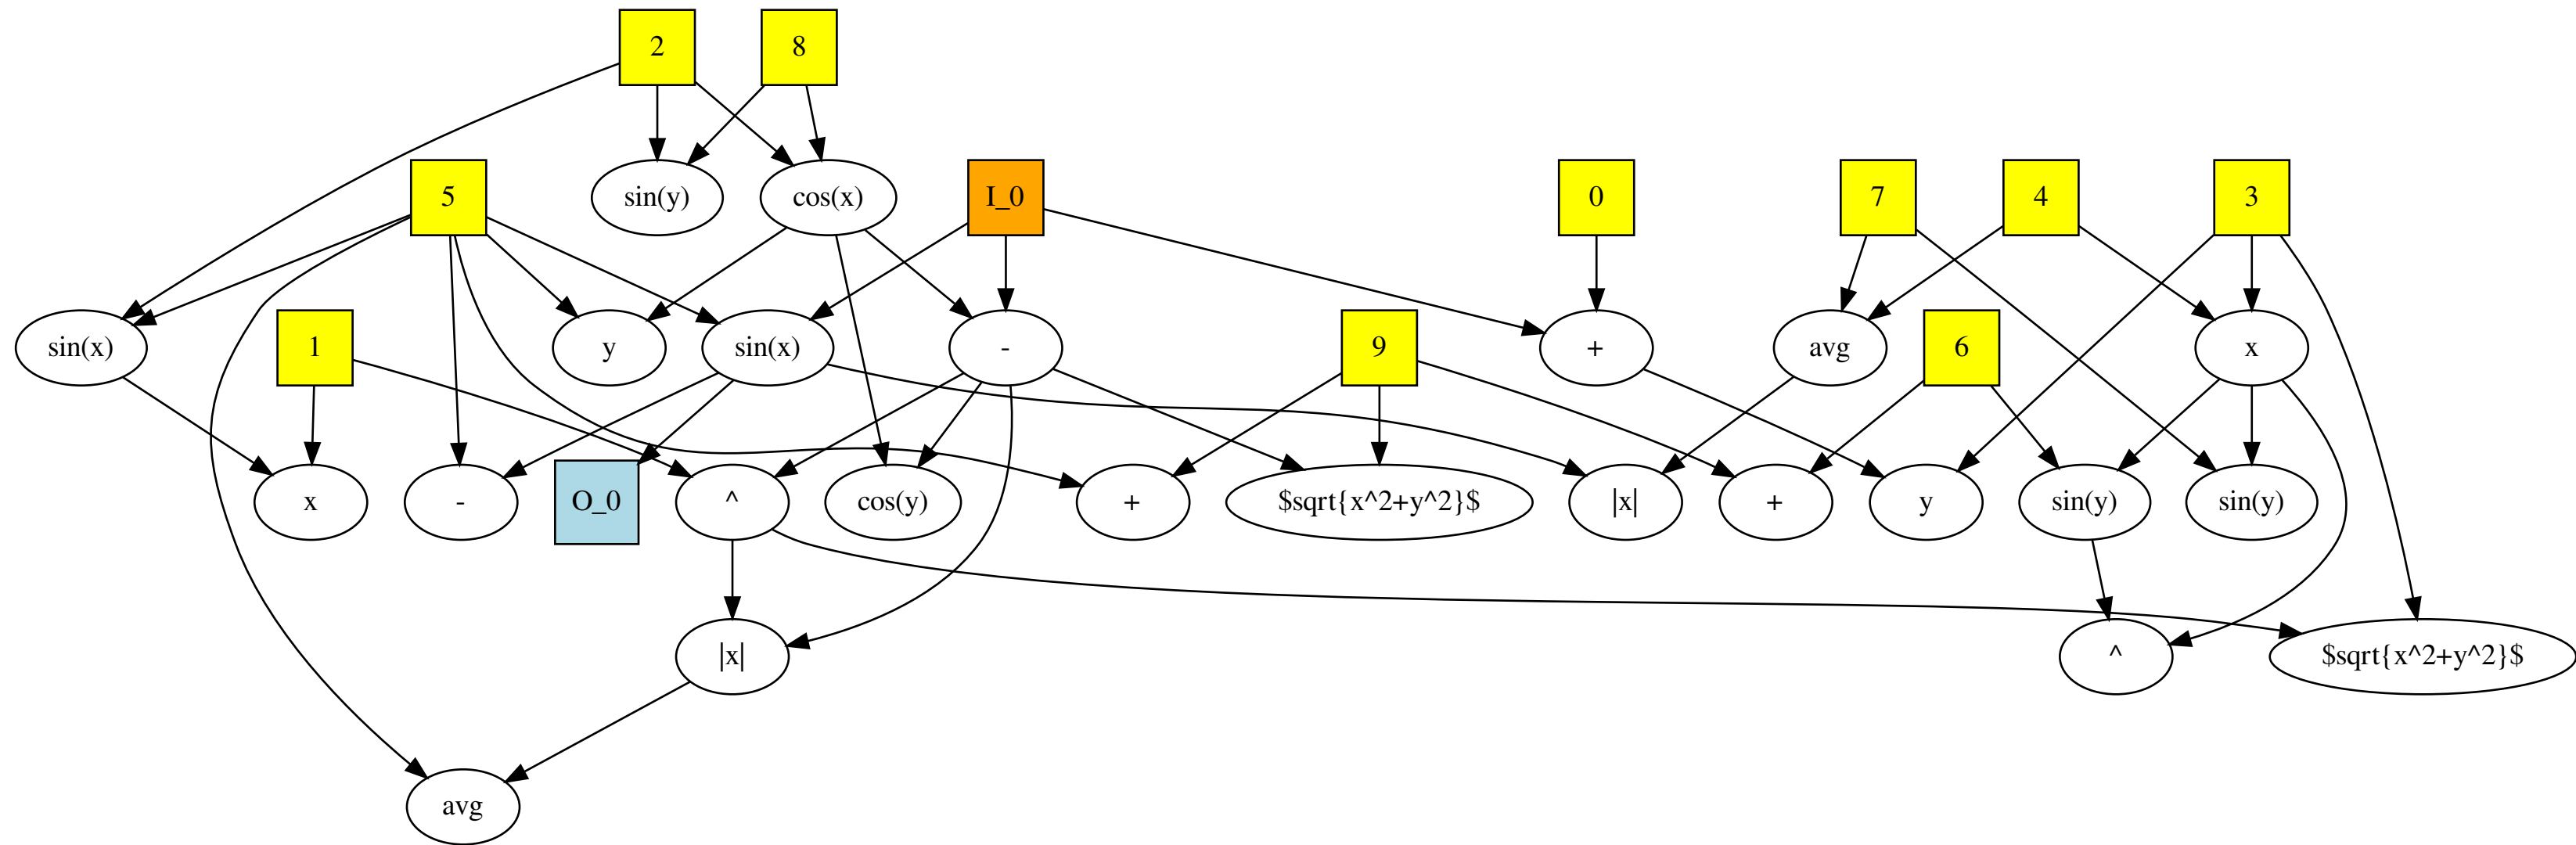 2
8
5
sin(y)
cos(x)
I_0
0
7
4
3
sin(x)
1
y
sin(x)
-
9
+
avg
6
x
x
-
O_0
^
cos(y)
+
$sqrt{x^2+y^2}$
|x|
+
y
sin(y)
sin(y)
|x|
^
$sqrt{x^2+y^2}$
avg